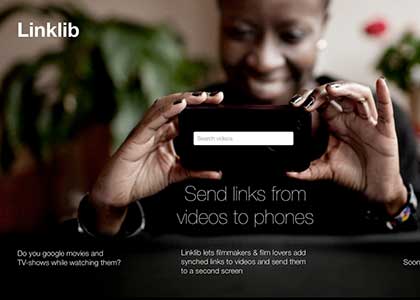 Linklib
Search videos
Send links from
videos to phones
Do you google movies and
TV-shows while watching them?
Linklib lets filmmakers & film lovers add
synched links to videos and send them
to a second screen
Soon